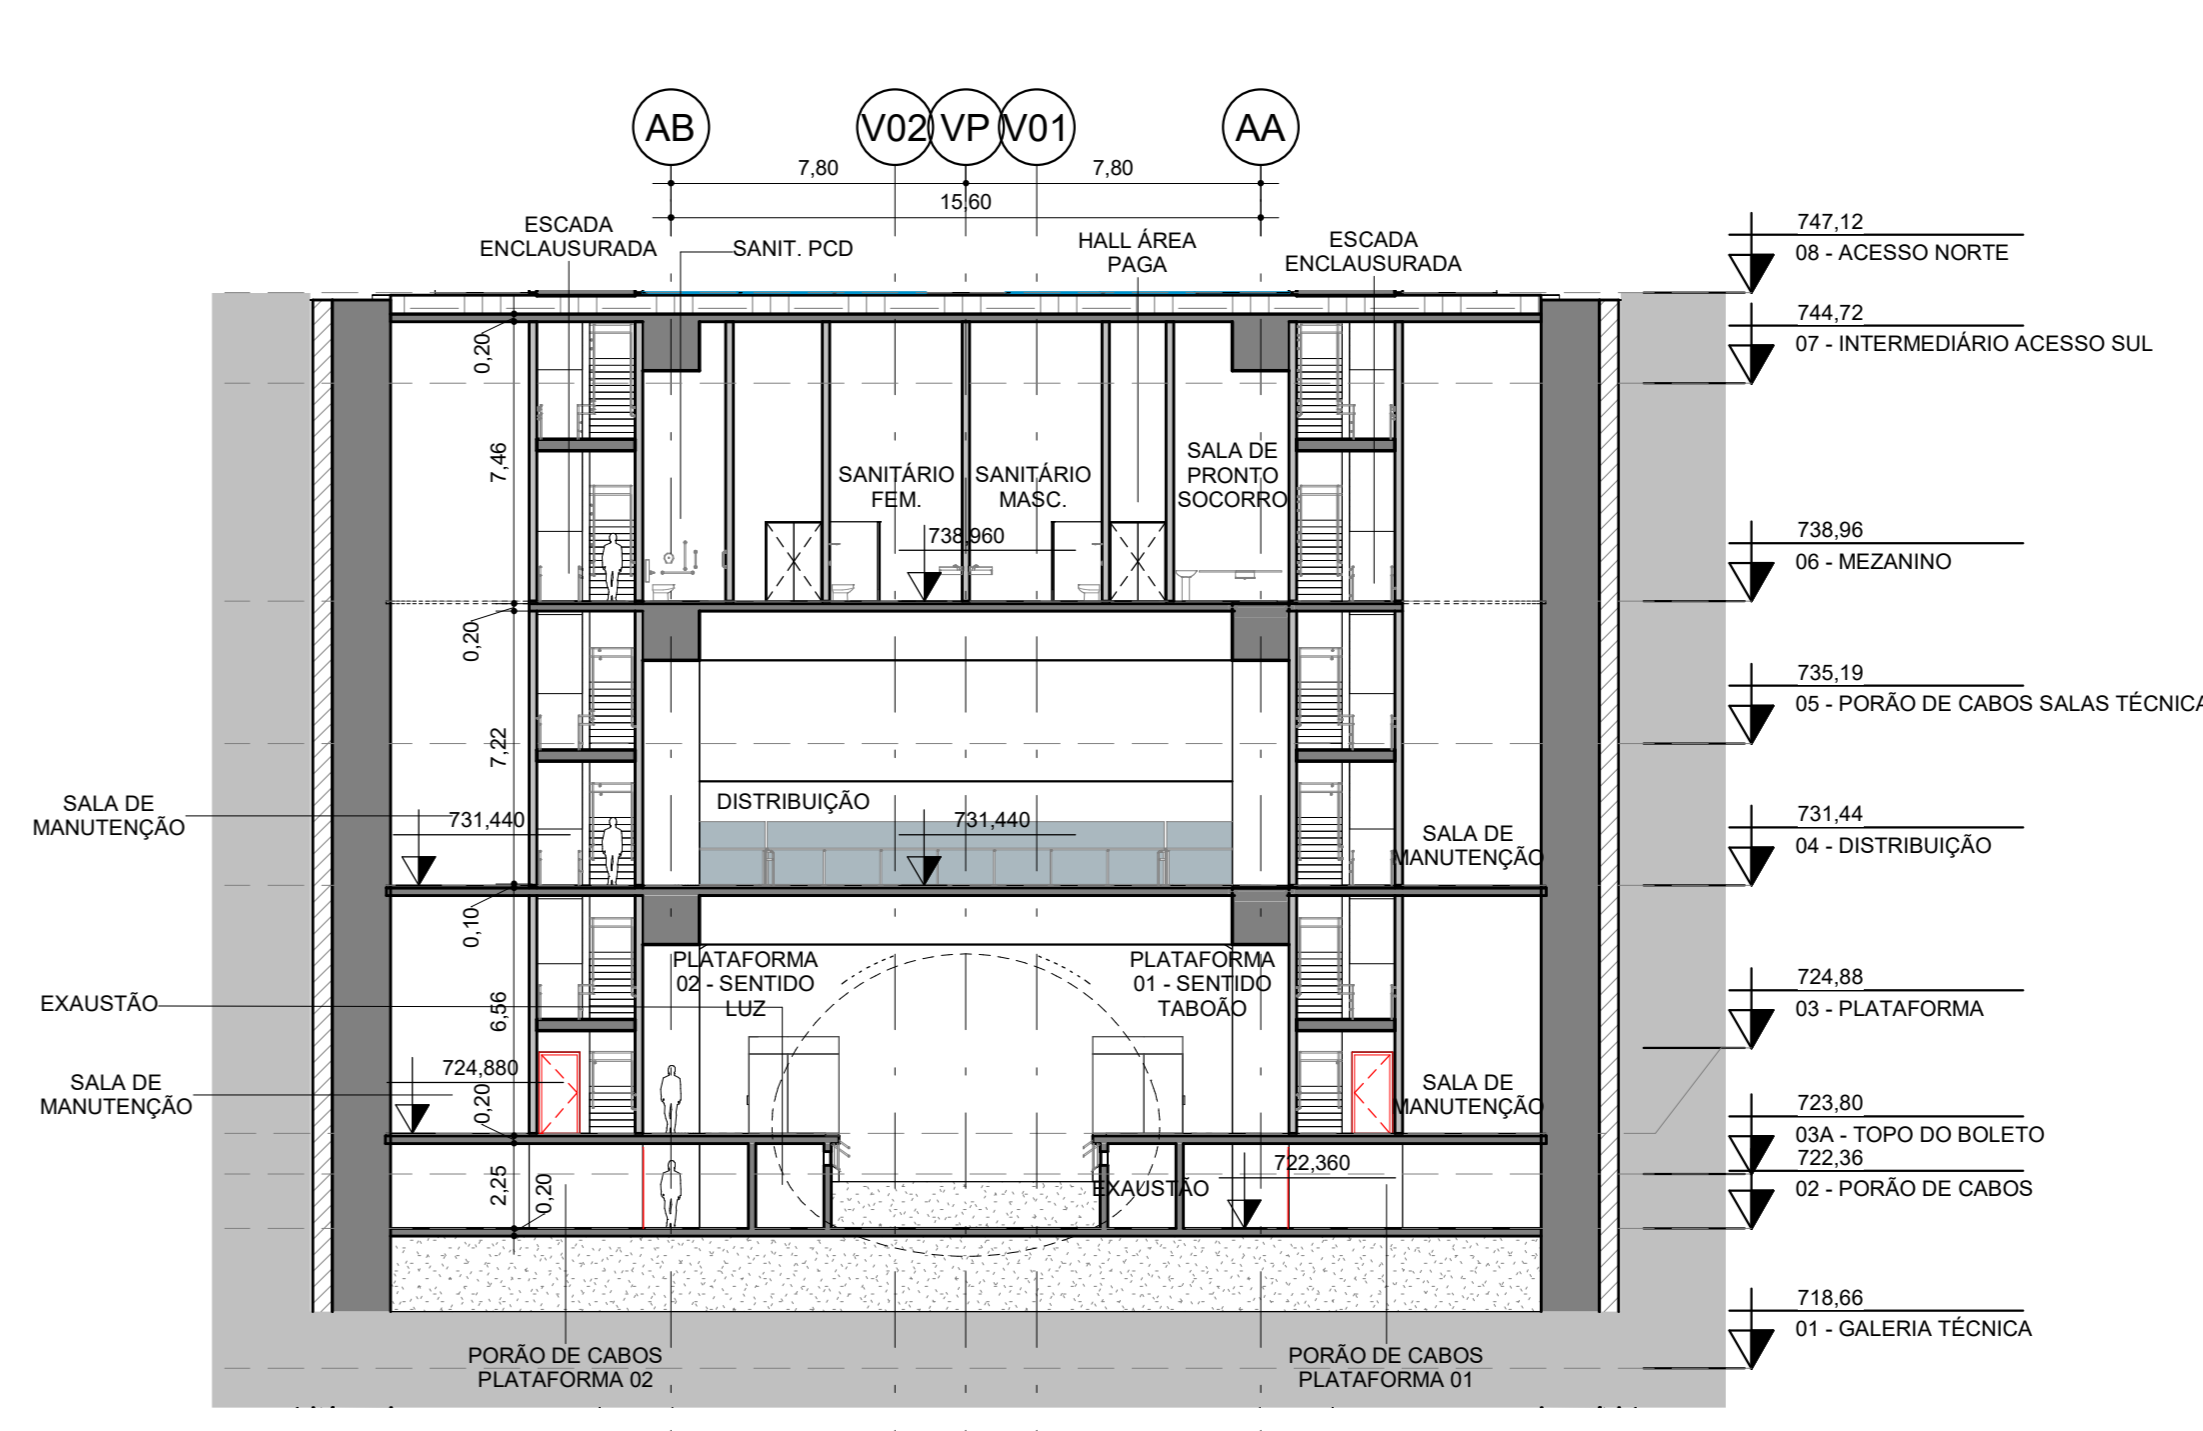 AB
V02
VP
V01
AA
7,80
7,80
15,60
ESCADA
ENCLAUSURADA
SANIT. PCD
HALL ÁREA
PAGA
ESCADA
ENCLAUSURADA
747,12
08 - ACESSO NORTE
744,72
07 - INTERMEDIÁRIO ACESSO SUL
0,20
7,46
SANITÁRIO
FEM.
SANITÁRIO
MASC.
SALA DE
PRONTO
SOCORRO
738,960
738,96
06 - MEZANINO
0,20
735,19
05 - PORÃO DE CABOS SALAS TÉCNICA
7,22
SALA DE
MANUTENÇÃO
731,440
DISTRIBUIÇÃO
731,440
SALA DE
MANUTENÇÃO
731,44
04 - DISTRIBUIÇÃO
0,10
PLATAFORMA
02 - SENTIDO
LUZ
PLATAFORMA
01 - SENTIDO
TABOÃO
EXAUSTÃO
6,56
724,88
03 - PLATAFORMA
SALA DE
MANUTENÇÃO
724,880
0,20
SALA DE
MANUTENÇÃO
723,80
03A - TOPO DO BOLETO
722,36
02 - PORÃO DE CABOS
2,25
0,20
EXAUSTÃO
722,360
718,66
01 - GALERIA TÉCNICA
PORÃO DE CABOS
PLATAFORMA 02
PORÃO DE CABOS
PLATAFORMA 01